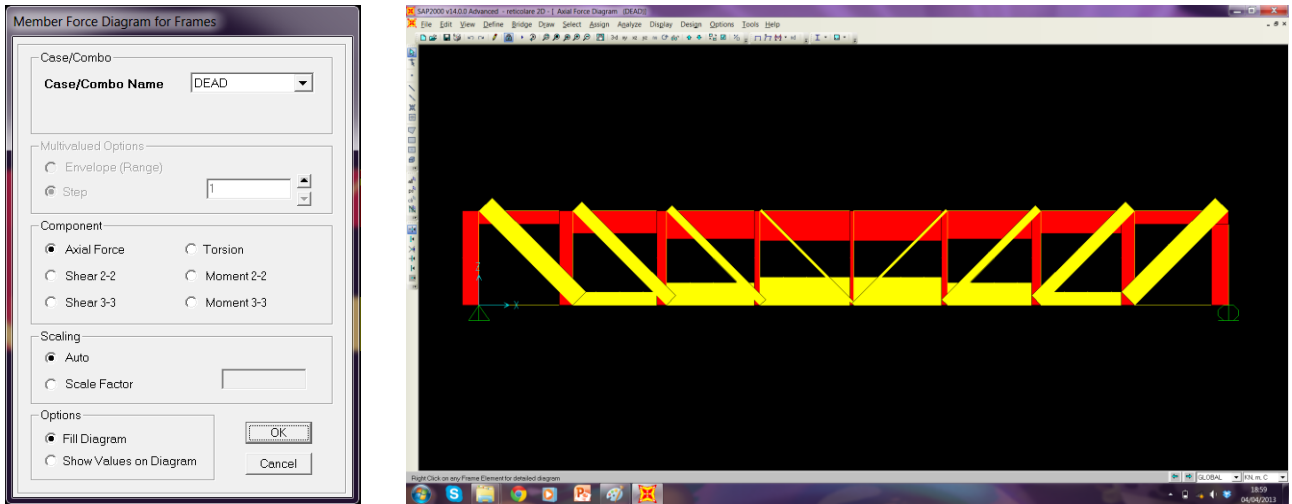 Member Force Diagram for Frames
Case/Combo
Case/Combo Name DEAD
Multivalued Options
Envelope (Range)
Step 1
Component
Axial Force Torsion
Shear 2-2 Moment 2-2
Shear 3-3 Moment 3-3
Scaling
Auto
Scale Factor
Options
Fill Diagram OK
Show Values on Diagram Cancel
SAP2000 v14.0.0 Advanced - reticolare 2D - [ Axial Force Diagram (DEAD)]
File Edit View Define Bridge Draw Select Assign Analyze Display Design Options Tools Help
Z
X
Right Click on any Frame Element for detailed diagram
GLOBAL KN, m, C
18:59
04/04/2013